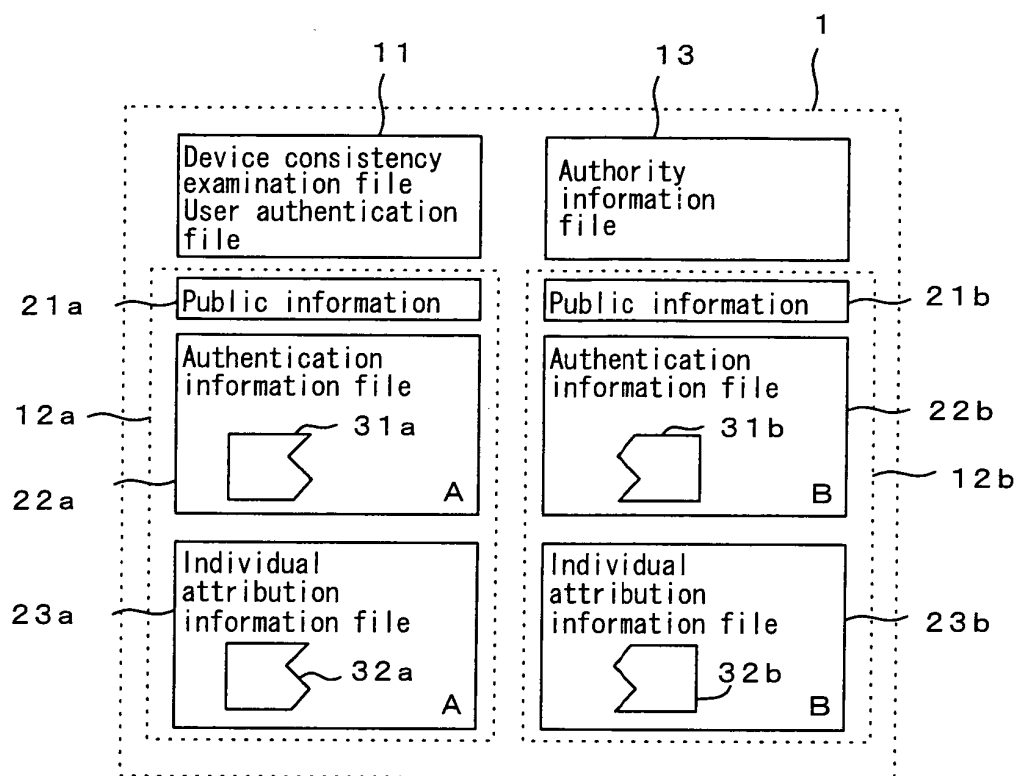 1
11
13
Device consistency
examination file
User authentication
file
Authority
information
file
21a
Public information
Public information
21b
Authentication
information file
31a
A
12a
22a
Authentication
information file
31b
B
22b
12b
Individual
attribution
information file
32a
A
23a
Individual
attribution
information file
32b
B
23b